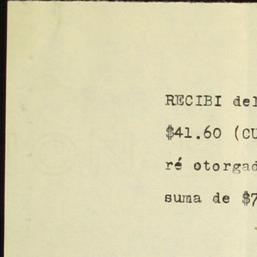 RECIBI del
$41.60 (CU
ré otorgad
suma de $7